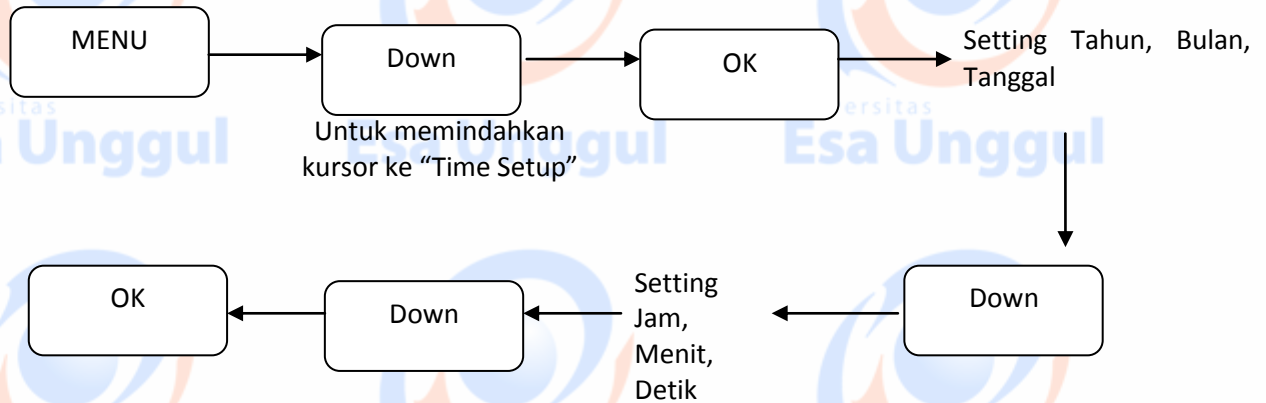 MENU
Down
OK
Setting Tahun, Bulan,
Tanggal
Untuk memindahkan
kursor ke “Time Setup”
ersitas
Esa Unggul
Esa Unggul
Unggul
OK
Down
Setting
Jam,
Menit,
Detik
Down